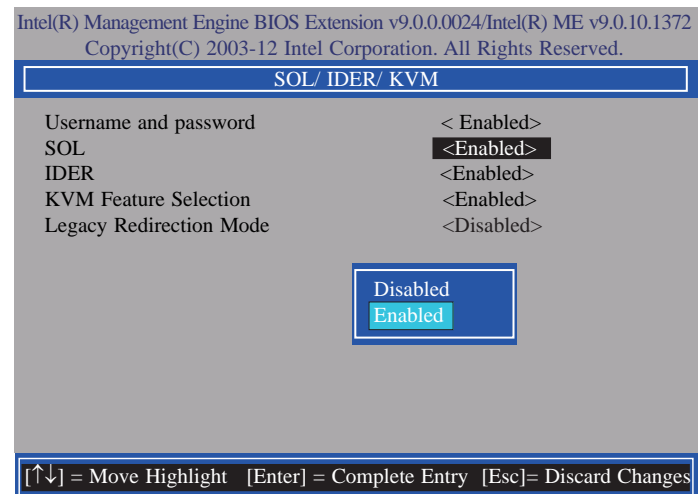 Intel(R) Management Engine BIOS Extension v9.0.0.0024/Intel(R) ME v9.0.10.1372
Copyright(C) 2003-12 Intel Corporation. All Rights Reserved.
SOL/ IDER/ KVM
Username and password < Enabled>
SOL <Enabled>
IDER <Enabled>
KVM Feature Selection <Enabled>
Legacy Redirection Mode <Disabled>
Disabled
Enabled
[↑↓] = Move Highlight [Enter] = Complete Entry [Esc]= Discard Changes